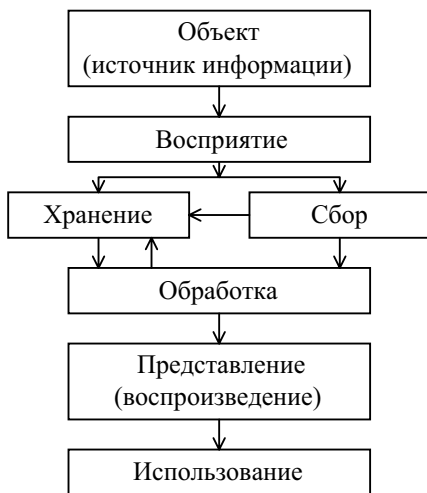 Объект
(источник информации)
Восприятие
Хранение
Сбор
Обработка
Представление
(воспроизведение)
Использование